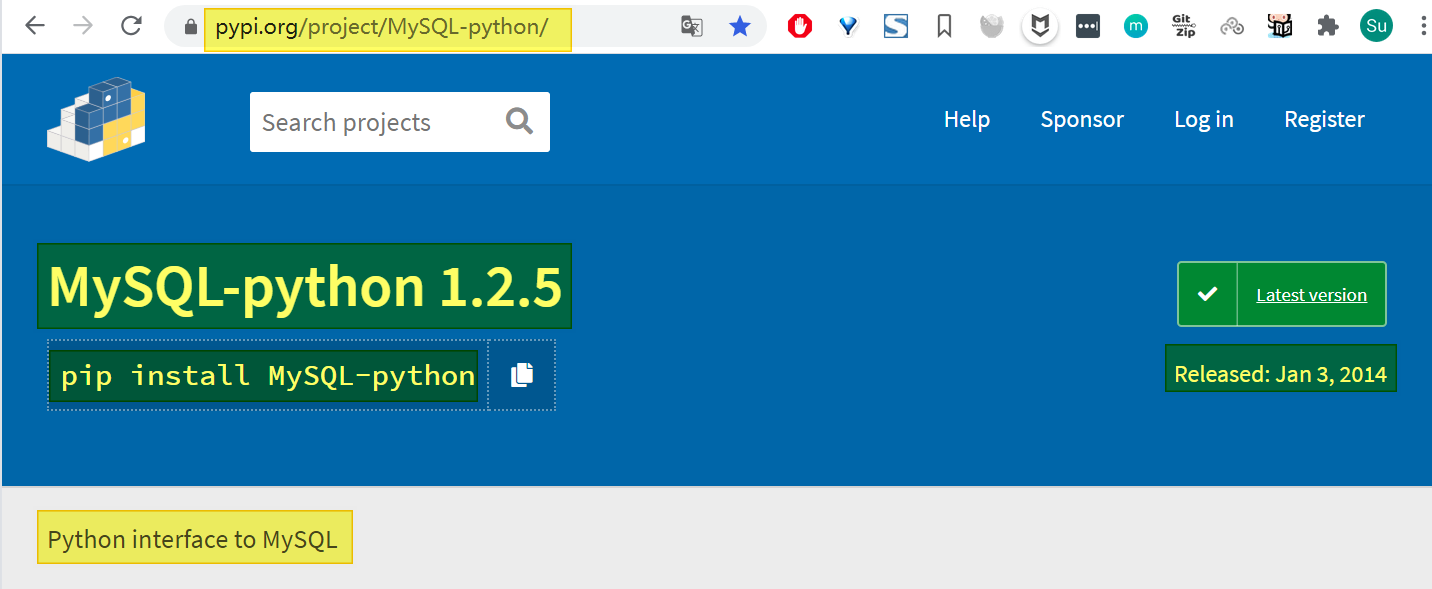 pypi.org/project/MySQL-python/
Git
zip
m
Su
Search projects
Help
Sponsor
Log in
Register
MySQL-python 1.2.5
Latest version
pip install MySQL-python
Released: Jan 3, 2014
Python interface to MySQL